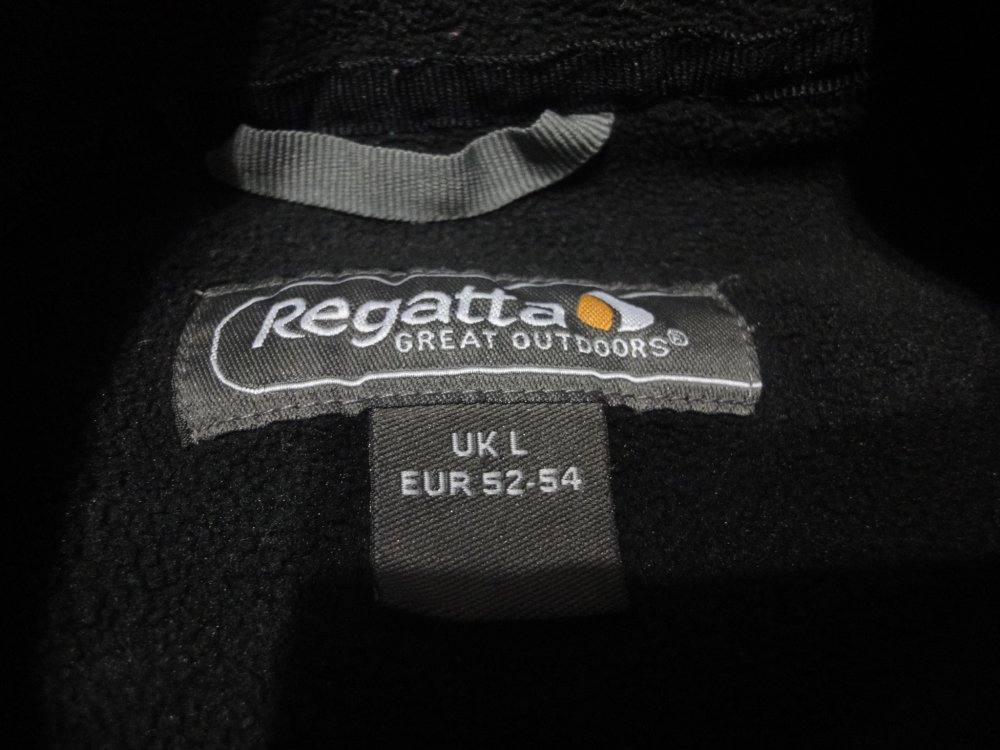 Regatta
GREAT OUTDOORS®
UK L
EUR 52-54